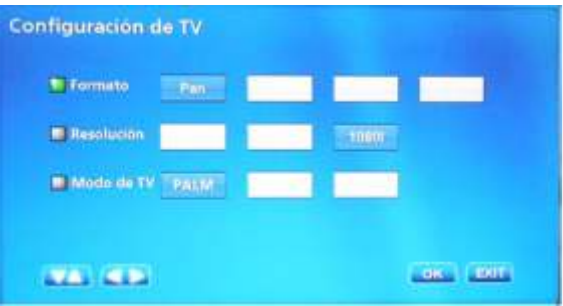 Configuración de TV
Formato Pan
Resolución 1080i
Modo de TV PALM
OK EXIT